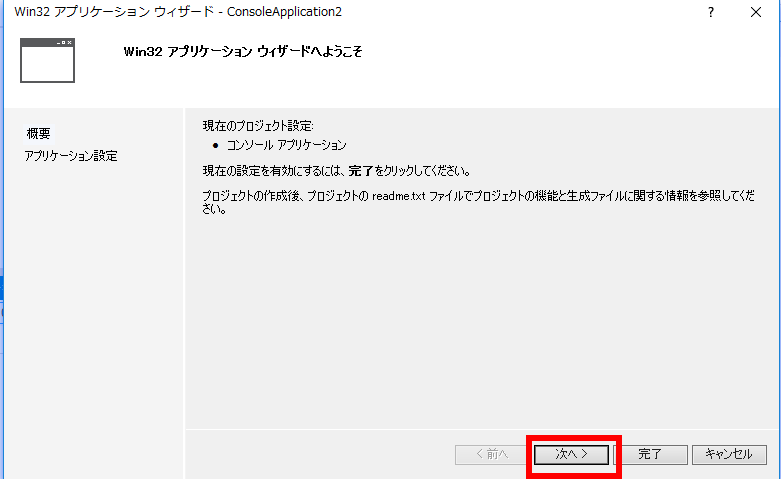 Win32 アプリケーション ウィザード - ConsoleApplication2
? ×
Win32 アプリケーション ウィザードへようこそ
概要
アプリケーション設定
現在のプロジェクト設定:
• コンソール アプリケーション
現在の設定を有効にするには、完了をクリックしてください。
プロジェクトの作成後、プロジェクトの readme.txt ファイルでプロジェクトの機能と生成ファイルに関する情報を参照してくだ
さい。
< 前へ
次へ >
完了
キャンセル